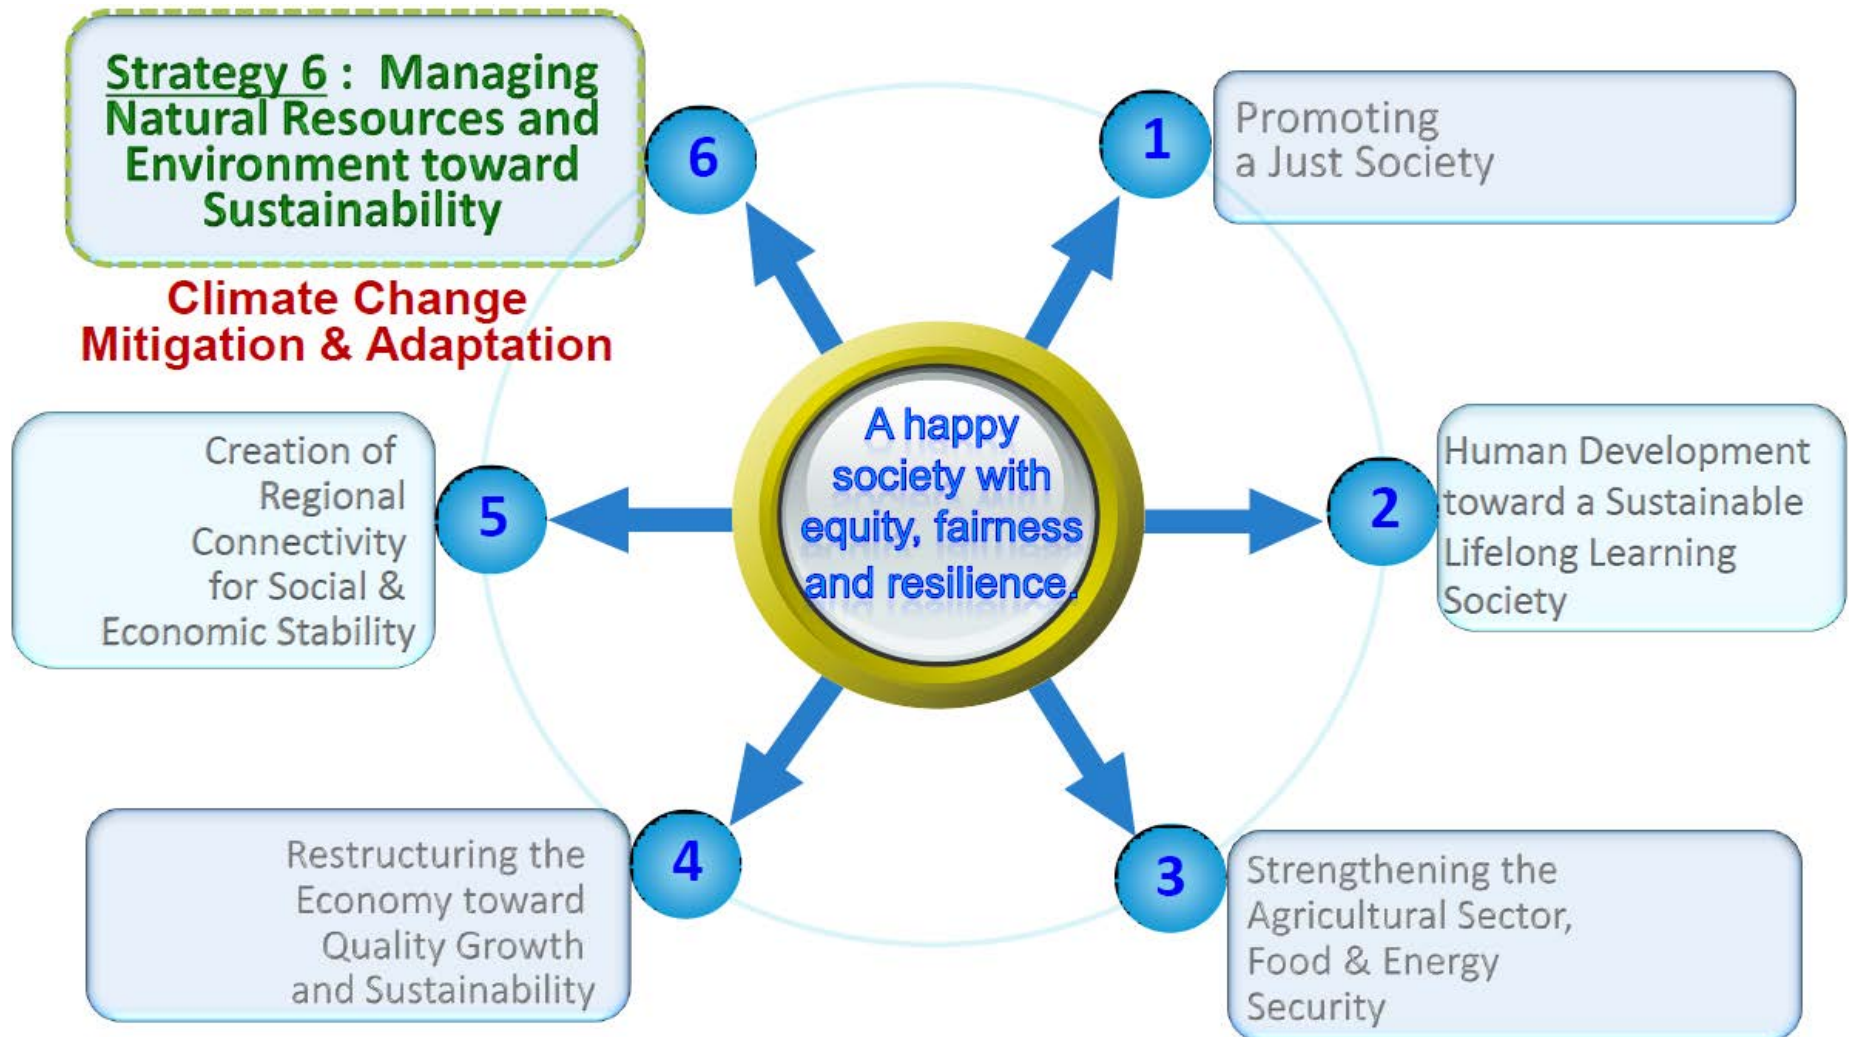 Strategy 6 :  Managing
Natural Resources and
Environment toward
Sustainability
Climate Change
Mitigation & Adaptation
6
1
Promoting
a Just Society
A happy
society with
equity, fairness
and resilience.
Creation of
Regional
Connectivity
for Social &
Economic Stability
5
2
Human Development
toward a Sustainable
Lifelong Learning
Society
Restructuring the
Economy toward
Quality Growth
and Sustainability
4
3
Strengthening the
Agricultural Sector,
Food & Energy
Security